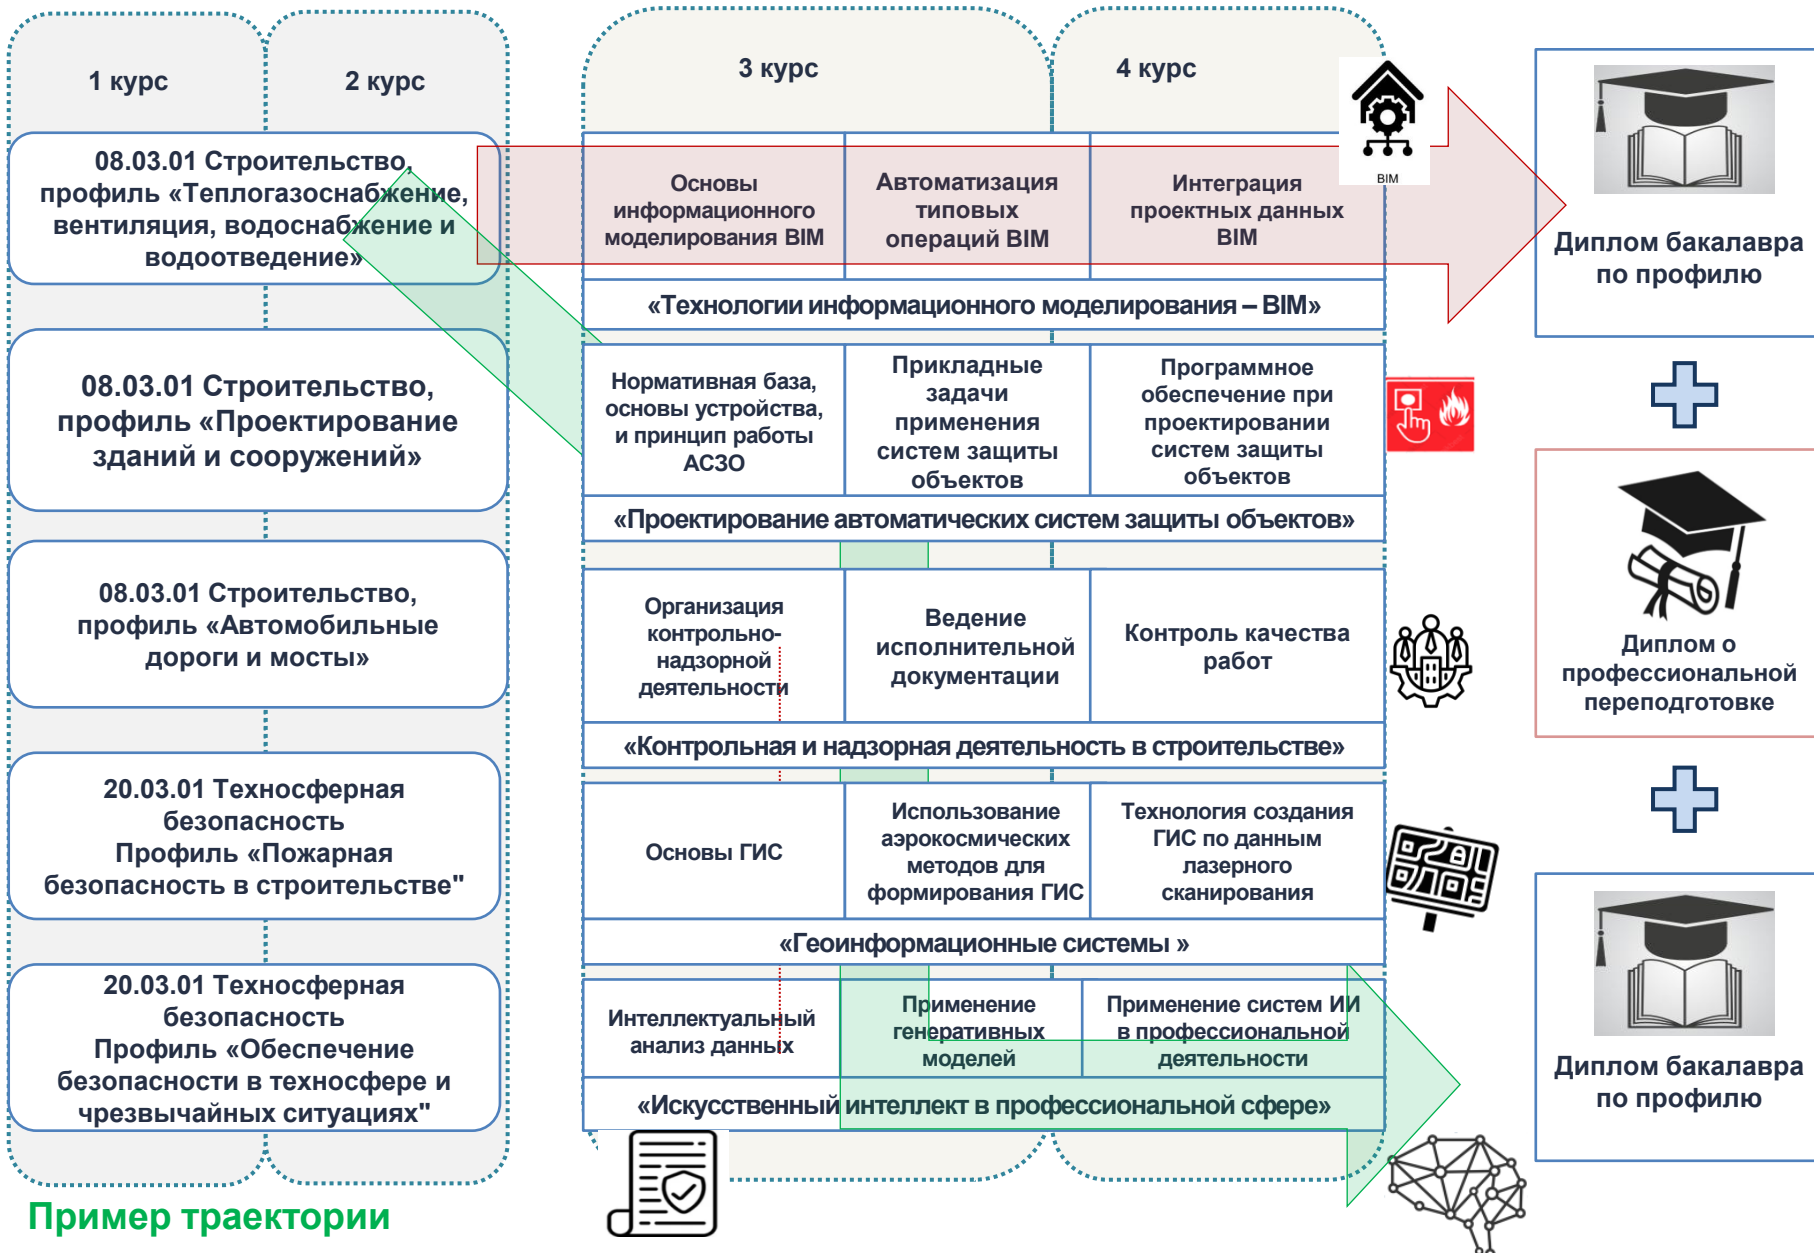 1 курс
2 курс
3 курс
4 курс
08.03.01 Строительство,
профиль «Теплогазоснабжение,
вентиляция, водоснабжение и
водоотведение»
08.03.01 Строительство,
профиль «Проектирование
зданий и сооружений»
08.03.01 Строительство,
профиль «Автомобильные
дороги и мосты»
20.03.01 Техносферная
безопасность
Профиль «Пожарная
безопасность в строительстве"
20.03.01 Техносферная
безопасность
Профиль «Обеспечение
безопасности в техносфере и
чрезвычайных ситуациях"
Пример траектории
Основы
информационного
моделирования BIM
Автоматизация
типовых
операций BIM
Интеграция
проектных данных
BIM
BIM
«Технологии информационного моделирования – BIM»
Нормативная база,
основы устройства,
и принцип работы
АСЗО
Прикладные
задачи
применения
систем защиты
объектов
Программное
обеспечение при
проектировании
систем защиты
объектов
«Проектирование автоматических систем защиты объектов»
Организация
контрольно-
надзорной
деятельности
Ведение
исполнительной
документации
Контроль качества
работ
«Контрольная и надзорная деятельность в строительстве»
Основы ГИС
Использование
аэрокосмических
методов для
формирования ГИС
Технология создания
ГИС по данным
лазерного
сканирования
«Геоинформационные системы »
Интеллектуальный
анализ данных
Применение
генеративных
моделей
Применение систем ИИ
в профессиональной
деятельности
«Искусственный интеллект в профессиональной сфере»
Диплом бакалавра
по профилю
Диплом о
профессиональной
переподготовке
Диплом бакалавра
по профилю